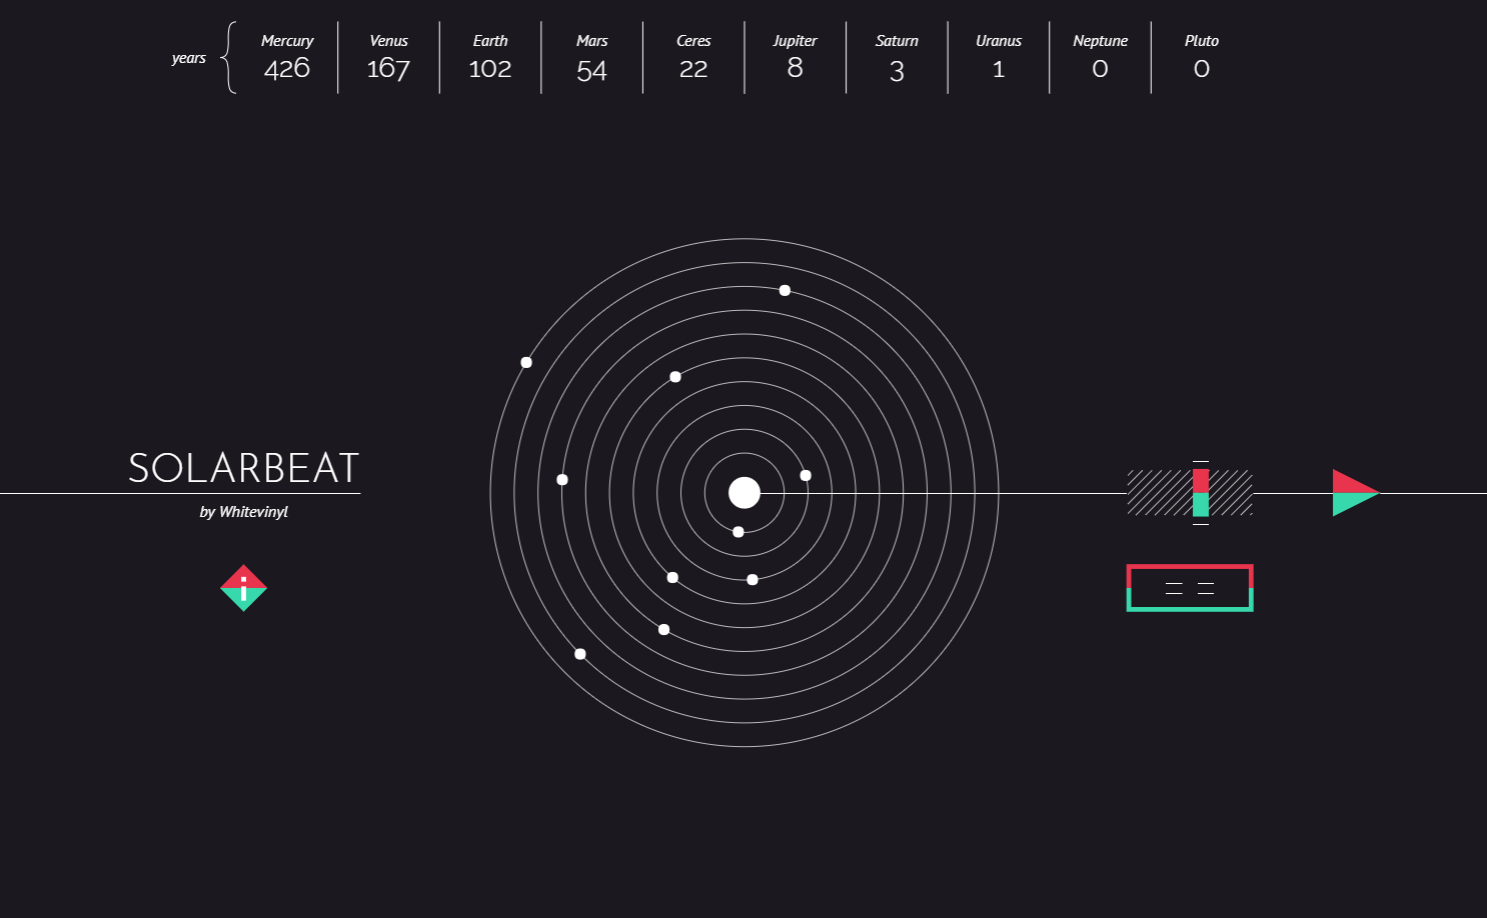 years
Mercury Venus Earth Mars Ceres Jupiter Saturn Uranus Neptune Pluto
426 167 102 54 22 8 3 1 0 0
SOLARBEAT
by Whitevinyl
i